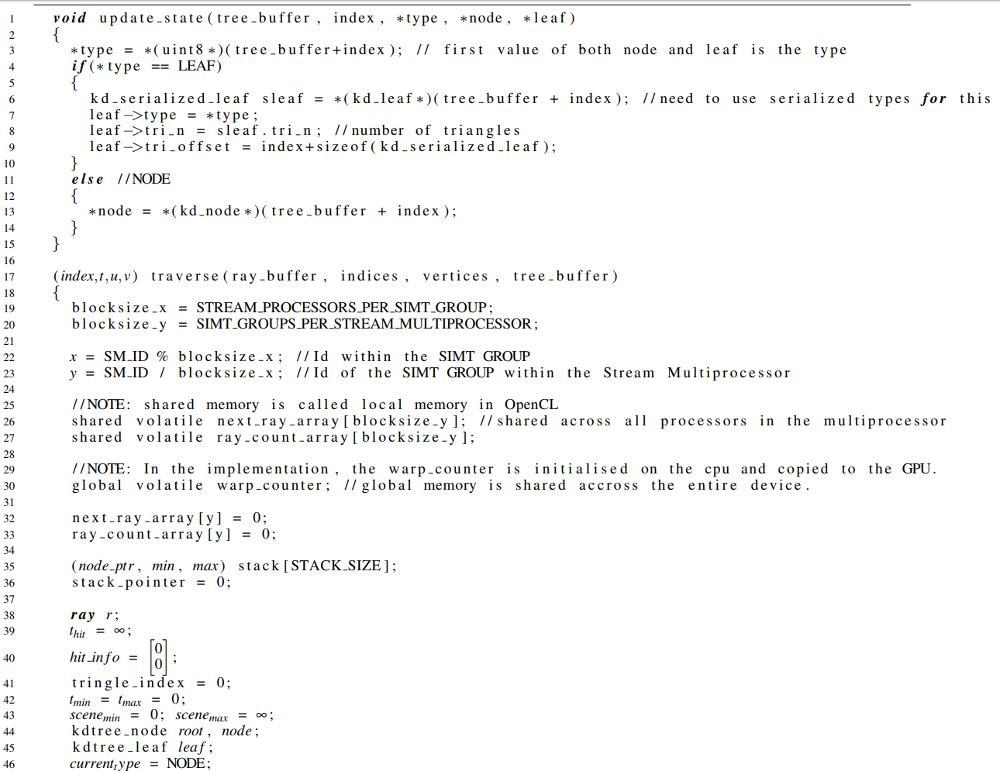 1 void update_state(tree_buffer, index, *type, *node, *leaf)
2 {
3 *type = *(uint8*)(tree_buffer+index); // first value of both node and leaf is the type
4 if(*type == LEAF)
5 {
6 kd_serialized_leaf sleaf = *(kd_leaf*)(tree_buffer + index); //need to use serialized types for this
7 leaf->type = *type;
8 leaf->tri_n = sleaf.tri_n; //number of triangles
9 leaf->tri_offset = index+sizeof(kd_serialized_leaf);
10 }
11 else //NODE
12 {
13 *node = *(kd_node*)(tree_buffer + index);
14 }
15 }
16
17 (index,t,u,v) traverse(ray_buffer, indices, vertices, tree_buffer)
18 {
19 blocksize_x = STREAM_PROCESSORS_PER_SIMT_GROUP;
20 blocksize_y = SIMT_GROUPS_PER_STREAM_MULTIPROCESSOR;
21
22 x = SM_ID % blocksize_x; //Id within the SIMT GROUP
23 y = SM_ID / blocksize_x; //Id of the SIMT GROUP within the Stream Multiprocessor
24
25 //NOTE: shared memory is called local memory in OpenCL
26 shared volatile next_ray_array[blocksize_y]; //shared across all processors in the multiprocessor
27 shared volatile ray_count_array[blocksize_y];
28
29 //NOTE: In the implementation, the warp_counter is initialised on the cpu and copied to the GPU.
30 global volatile warp_counter; //global memory is shared accross the entire device.
31
32 next_ray_array[y] = 0;
33 ray_count_array[y] = 0;
34
35 (node_ptr, min, max) stack[STACK_SIZE];
36 stack_pointer = 0;
37
38 ray r;
39 t_hit = ∞;
40 hit_info = [0 0];
41 tringle_index = 0;
42 t_min = t_max = 0;
43 scene_min = 0; scene_max = ∞;
44 kdtree_node root, node;
45 kdtree_leaf leaf;
46 current_type = NODE;